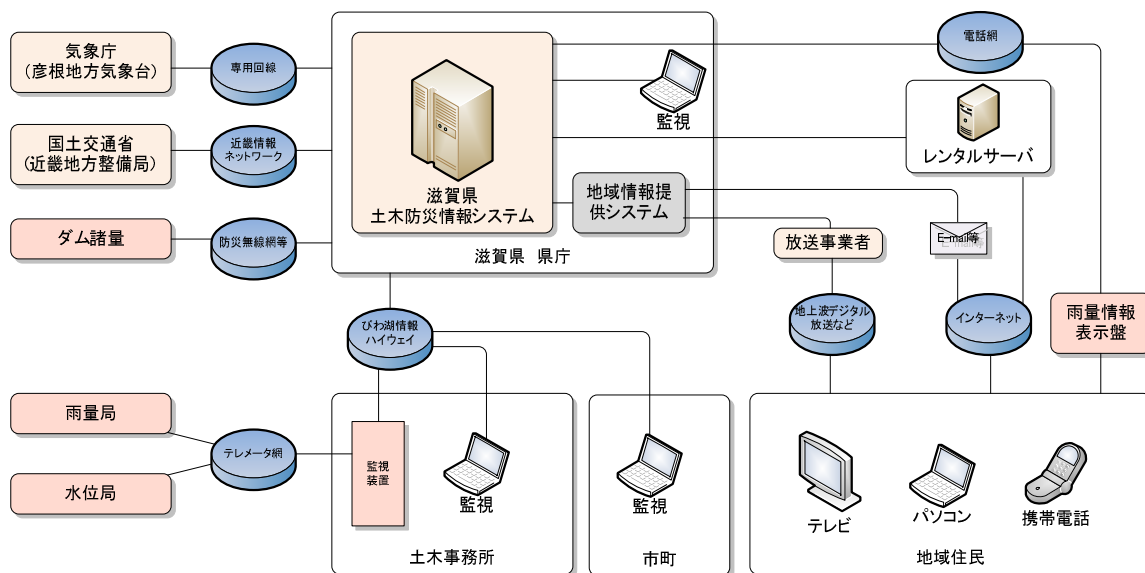 気象庁
(彦根地方気象台)
専用回線
国土交通省
(近畿地方整備局)
近畿情報
ネットワーク
ダム諸量
防災無線網等
滋賀県
土木防災情報システム
監視
地域情報提
供システム
滋賀県 県庁
電話網
レンタルサーバ
放送事業者
E-mail等
地上波デジタル
放送など
インターネット
雨量情報
表示盤
びわ湖情報
ハイウェイ
雨量局
水位局
テレメータ網
監視
装置
監視
土木事務所
監視
市町
テレビ
パソコン
携帯電話
地域住民